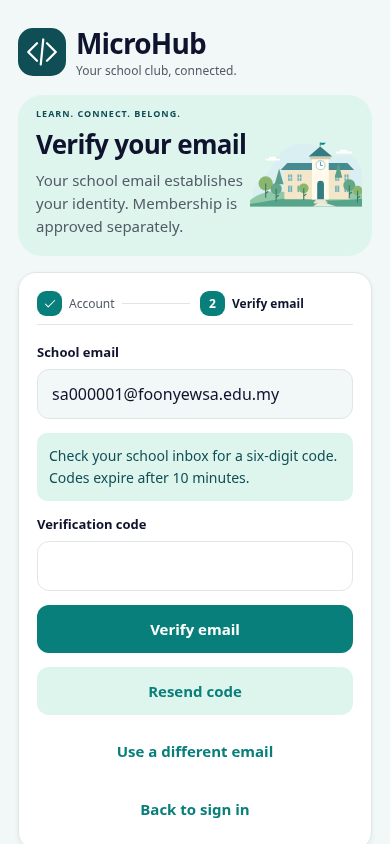 MicroHub
Your school club, connected.
LEARN. CONNECT. BELONG.
Verify your email
Your school email establishes
your identity. Membership is
approved separately.
Account
2 Verify email
School email
sa000001@foonyewsa.edu.my
Check your school inbox for a six-digit code.
Codes expire after 10 minutes.
Verification code
Verify email
Resend code
Use a different email
Back to sign in